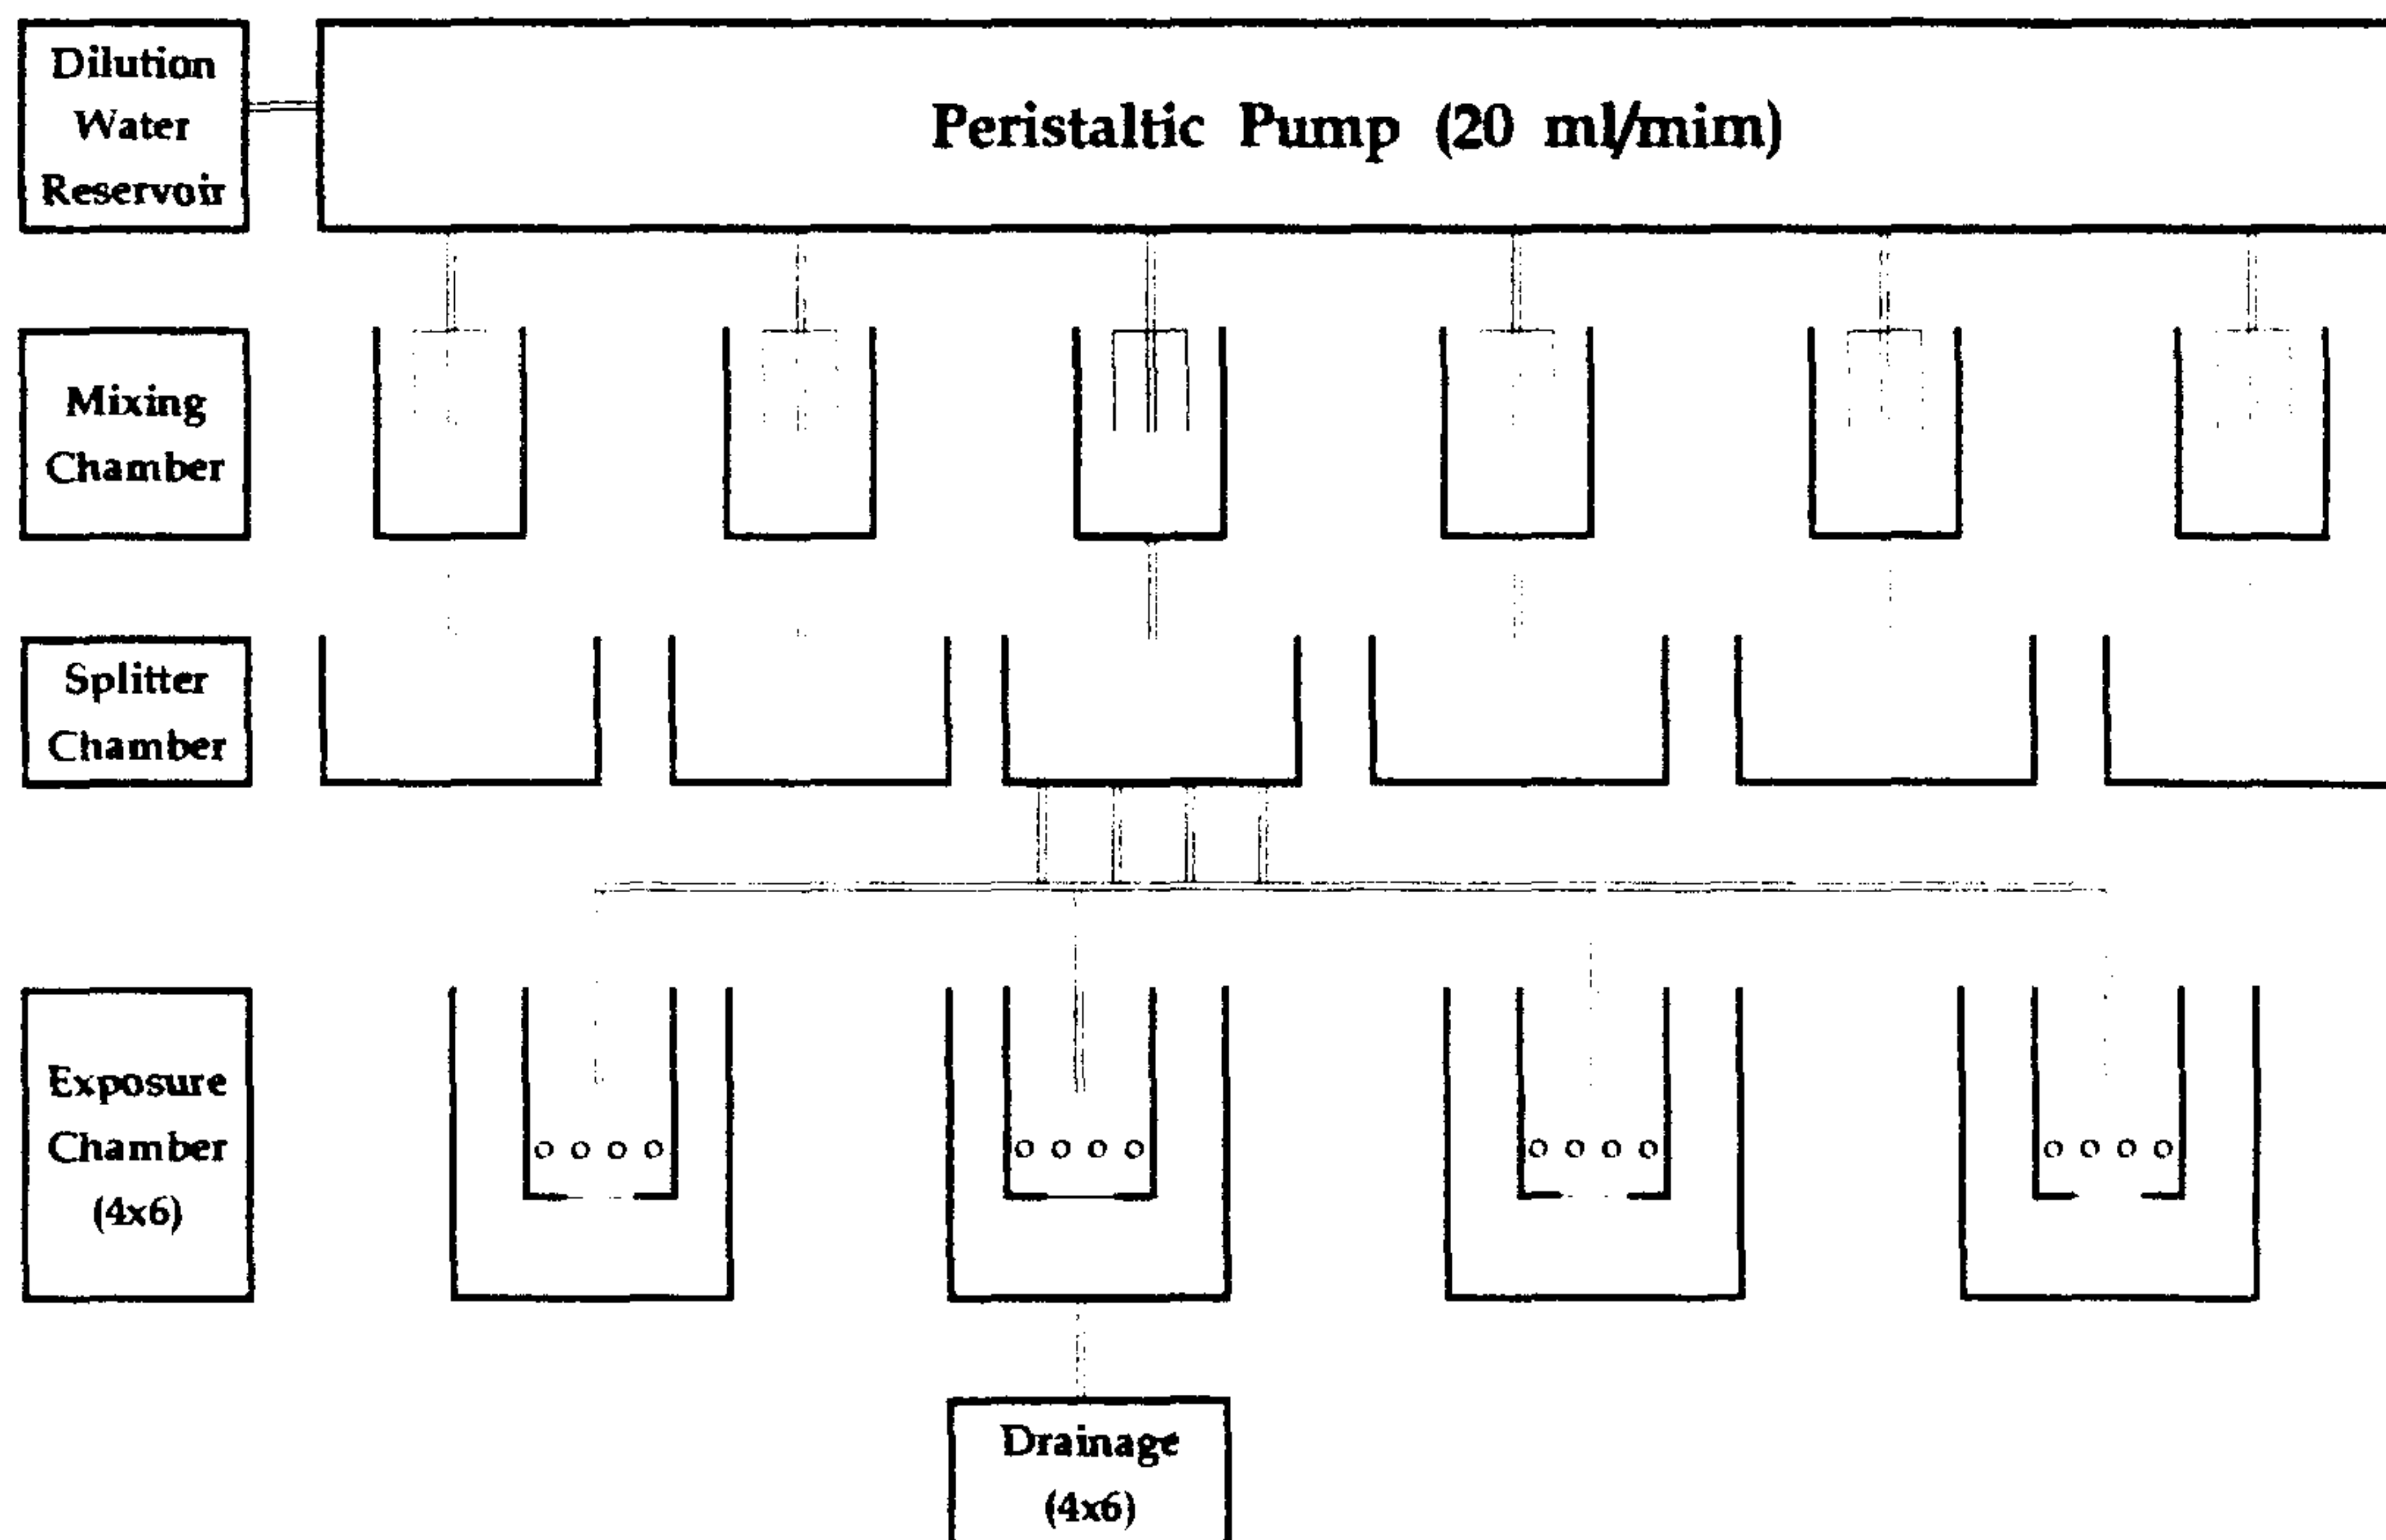 Dilution
Water
Reservoir
Peristaltic Pump (20 ml/mim)
Mixing
Chamber
Splitter
Chamber
Exposure
Chamber
(4x6)
Drainage
(4x6)